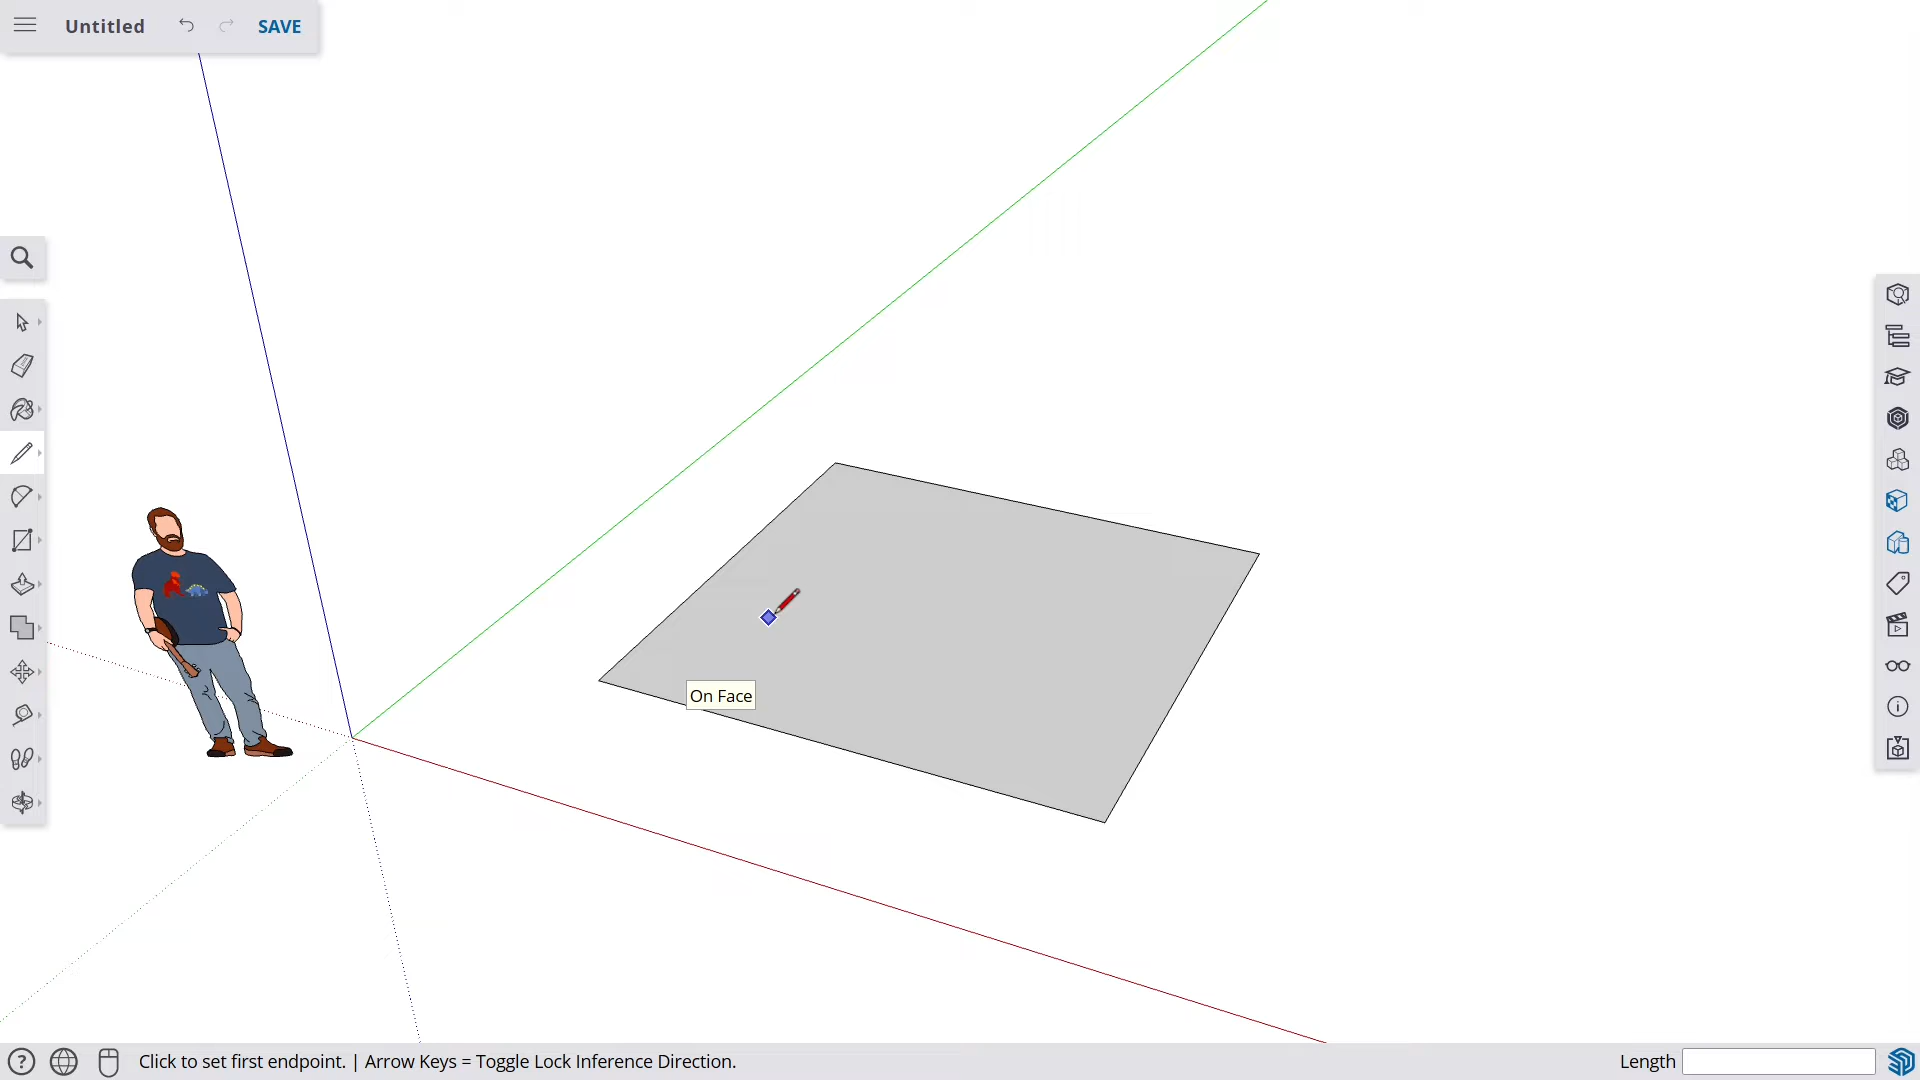 Untitled
SAVE
On Face
Click to set first endpoint. | Arrow Keys = Toggle Lock Inference Direction.
Length